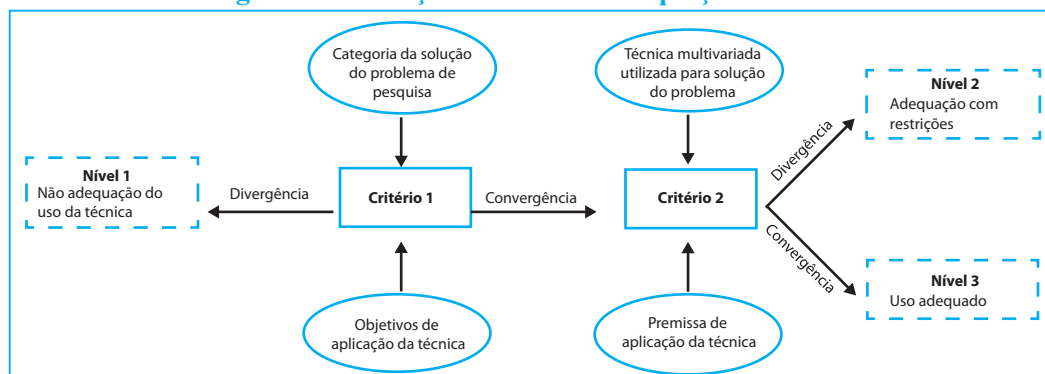 Categoria da solução
do problema de
pesquisa
Técnica multivariada
utilizada para solução
do problema
Nível 2
Adequação com
restrições
Divergência
Nível 1
Não adequação do
uso da técnica
Divergência
Critério 1
Convergência
Critério 2
Convergência
Nível 3
Uso adequado
Objetivos de
aplicação da técnica
Premissa de
aplicação da técnica